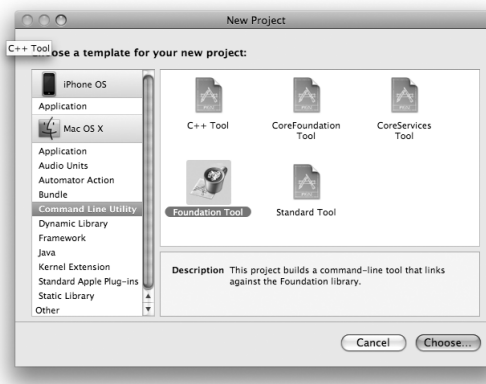 New Project
C++ Tool
oose a template for your new project:
iPhone OS
Application
Mac OS X
Application
Audio Units
Automator Action
Bundle
Command Line Utility
Dynamic Library
Framework
Java
Kernel Extension
Standard Apple Plug-ins
Static Library
Other
C++ Tool
CoreFoundation
Tool
CoreServices
Tool
Foundation Tool
Standard Tool
Description This project builds a command-line tool that links
against the Foundation library.
Cancel
Choose...